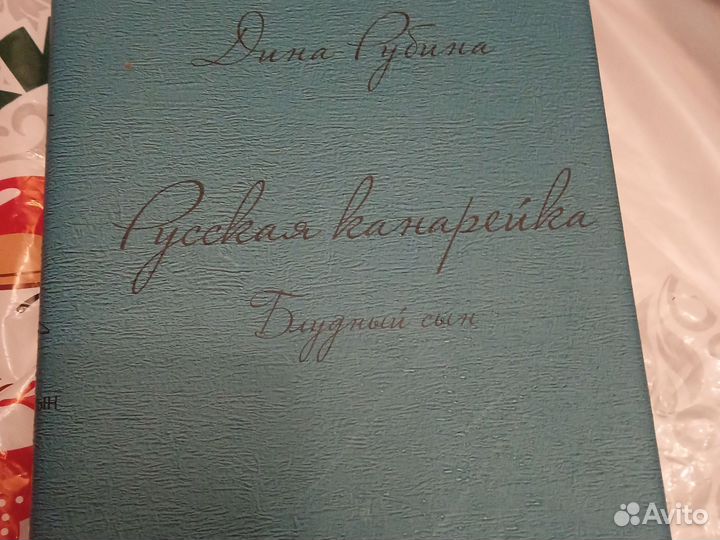 Дина Рубина
Русская канарейка
Блудный сын
Avito